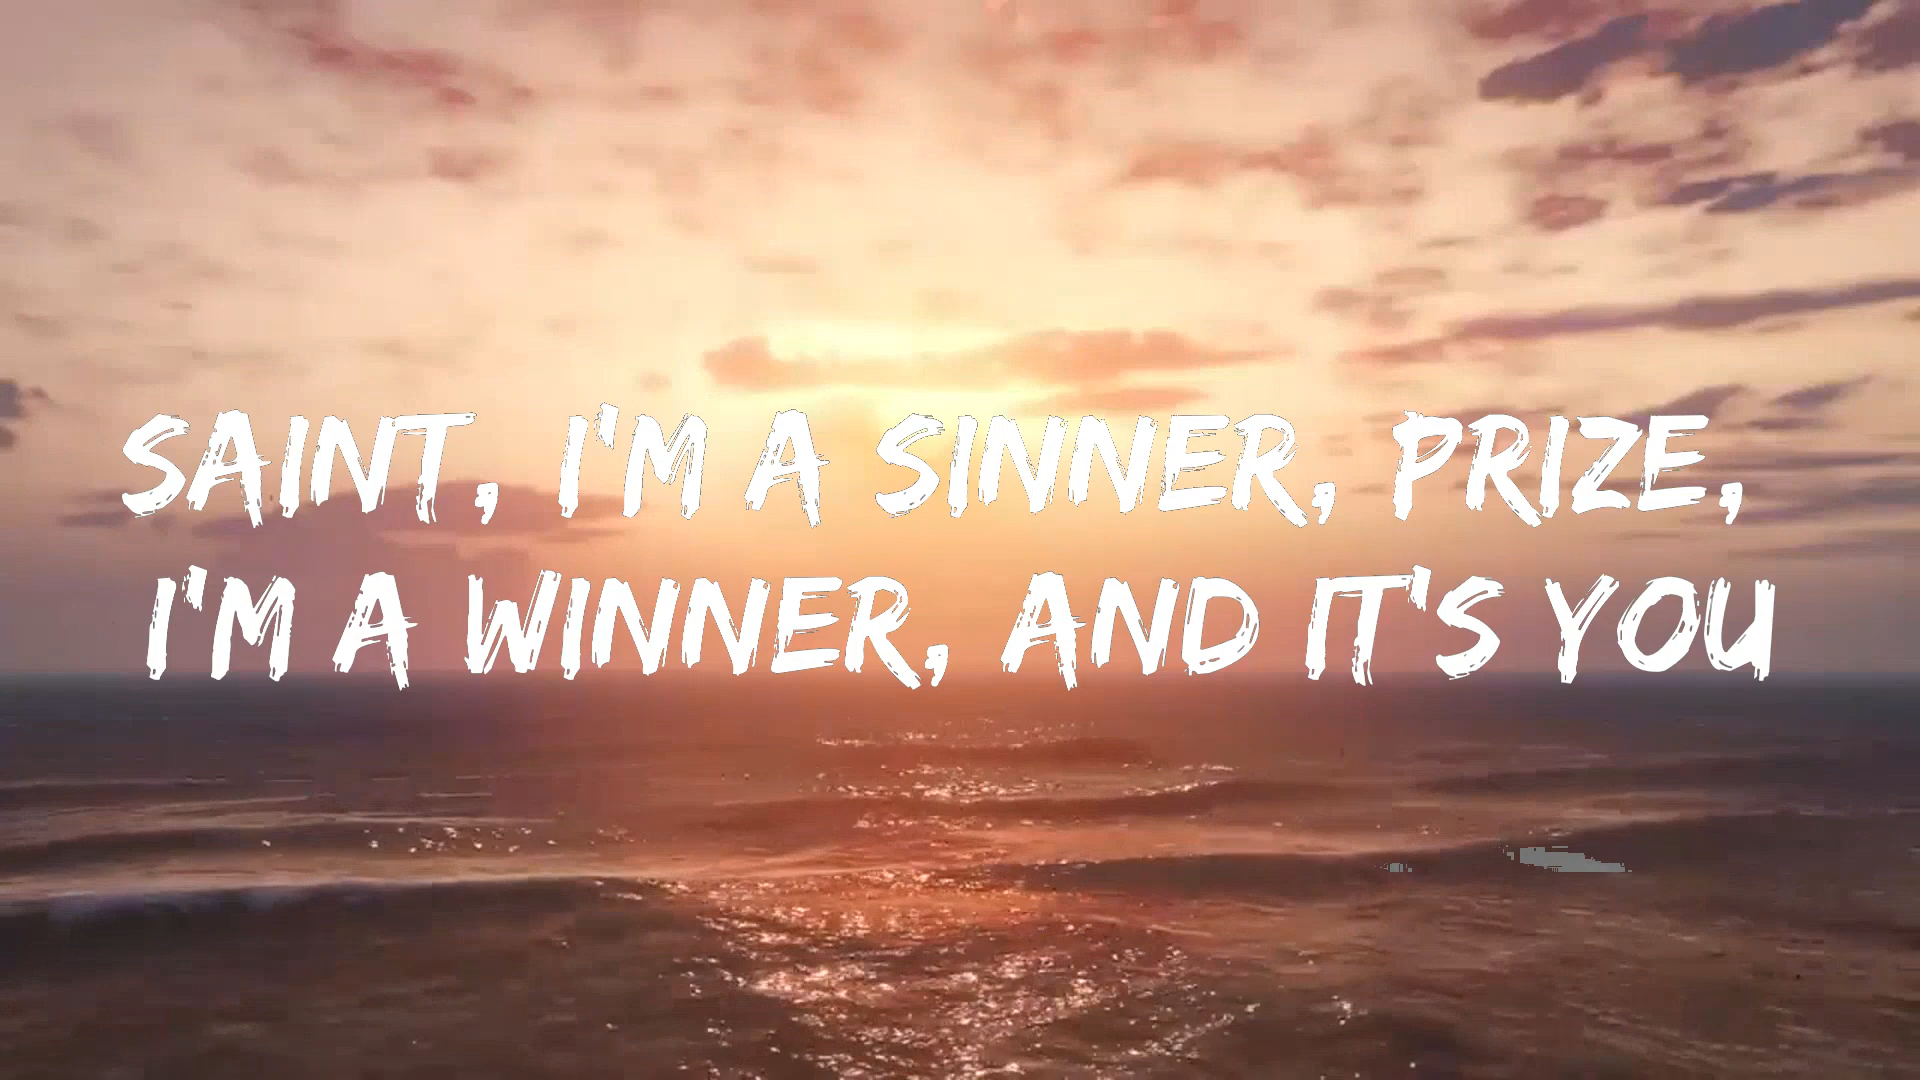 SAINT, I'M A SINNER, PRIZE,
I'M A WINNER, AND IT'S YOU